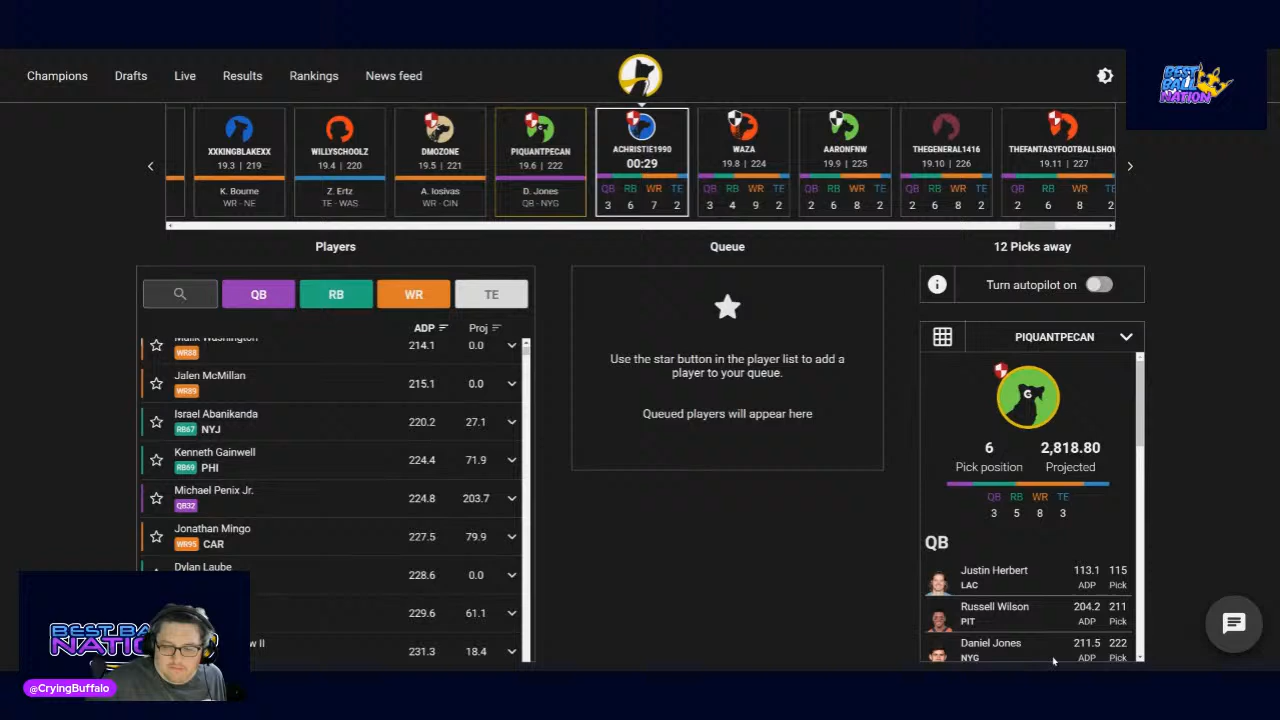 Champions Drafts Live Results Rankings News feed
BEST BALL NATION
XXKINGBLAKEXX
19.3 | 219
K. Bourne
WR - NE
WILLYSCHOOLZ
19.4 | 220
Z. Ertz
TE - WAS
DMOZONE
19.5 | 221
A. Iosivas
WR - CIN
PIQUANTPECAN
19.6 | 222
D. Jones
QB - NYG
ACHRISTIE1990
00:29
QB RB WR TE
3 6 7 2
WAZA
19.8 | 224
QB RB WR TE
3 4 9 2
AARONFNW
19.9 | 225
QB RB WR TE
2 6 8 2
THEGENERAL1416
19.10 | 226
QB RB WR TE
2 6 8 2
THEFANTASYFOOTBALLSHOW
19.11 | 227
QB RB WR
2 6 8 2
Players
QB RB WR TE
ADP Proj
Malik Washington
WR88
214.1 0.0
Jalen McMillan
WR89
215.1 0.0
Israel Abanikanda
RB67 NYJ
220.2 27.1
Kenneth Gainwell
RB69 PHI
224.4 71.9
Michael Penix Jr.
QB32
224.8 203.7
Jonathan Mingo
WR95 CAR
227.5 79.9
Dylan Laube
228.6 0.0
229.6 61.1
II
231.3 18.4
Queue
Use the star button in the player list to add a
player to your queue.
Queued players will appear here
12 Picks away
Turn autopilot on
PIQUANTPECAN
G
6 2,818.80
Pick position Projected
QB RB WR TE
3 5 8 3
QB
Justin Herbert 113.1 115
LAC ADP Pick
Russell Wilson 204.2 211
PIT ADP Pick
Daniel Jones 211.5 222
NYG ADP Pick
BEST BA
NATI
@CryingBuffalo